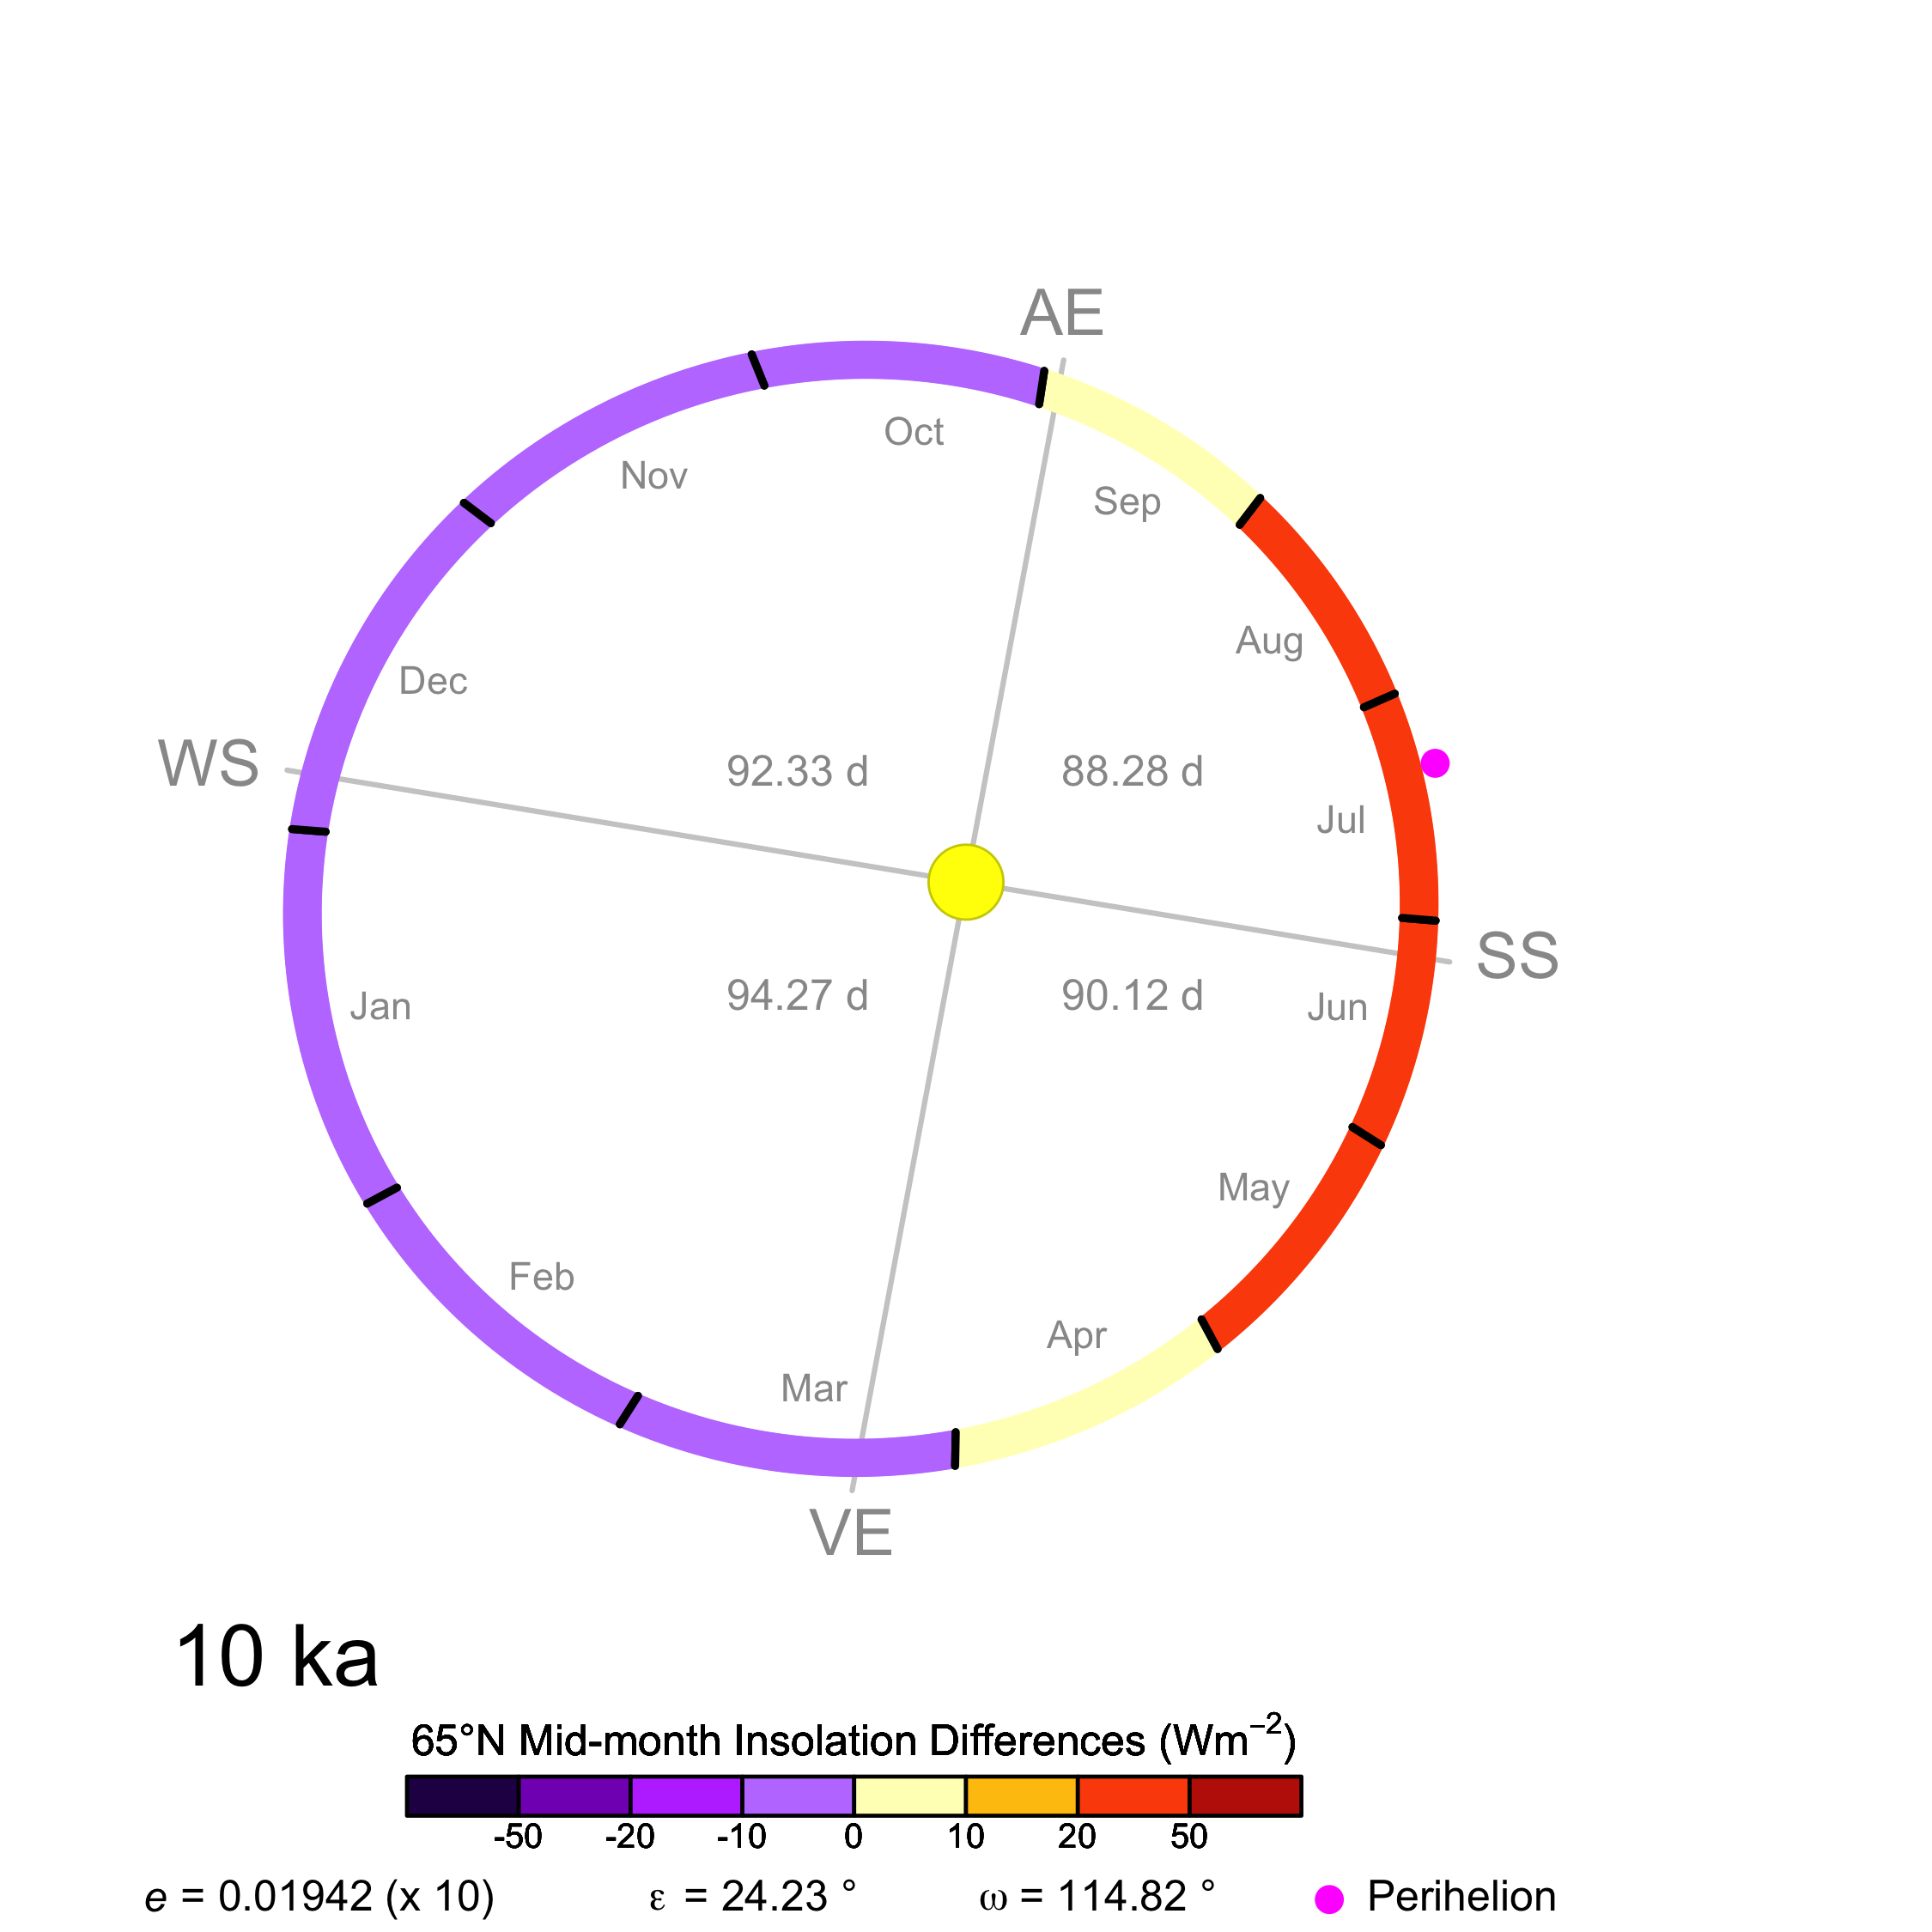 AE
Oct
Nov
Sep
Aug
Dec
WS
92.33 d
88.28 d
Jul
SS
94.27 d
90.12 d
Jan
Jun
May
Feb
Apr
Mar
VE
10 ka
65°N Mid-month Insolation Differences (Wm⁻²)
-50 -20 -10 0 10 20 50
e = 0.01942 (x 10) ε = 24.23 ° ω = 114.82 ° Perihelion